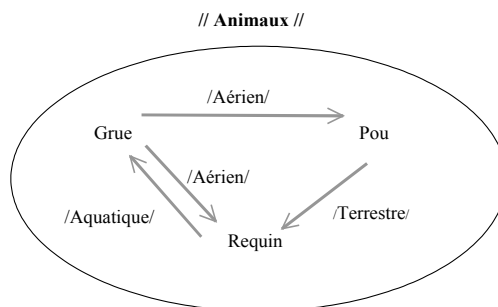 // Animaux //
/Aérien/
Grue
Pou
/Aérien/
/Aquatique/
/Terrestre/
Requin